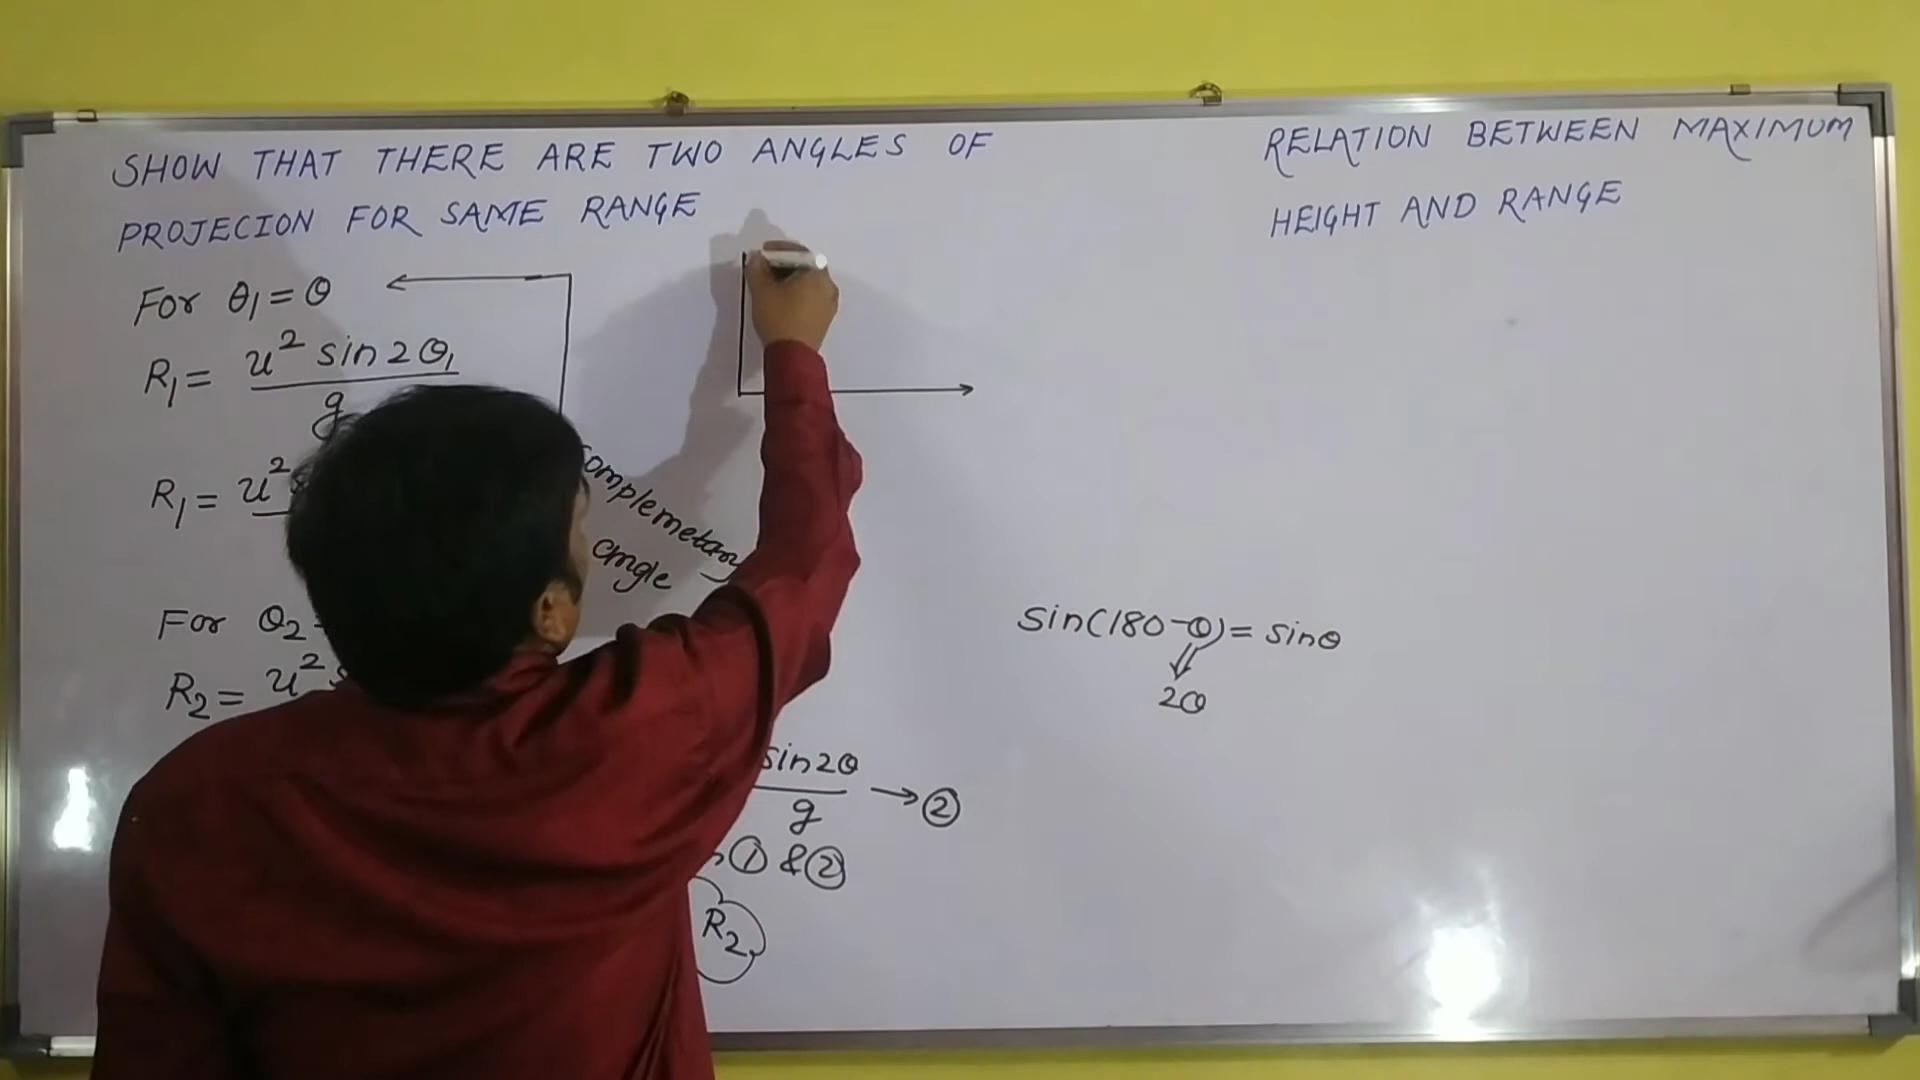 SHOW THAT THERE ARE TWO ANGLES OF
PROJECION FOR SAME RANGE
For θ₁ = θ
R₁ = u² sin2θ₁ / g
R₁ = u²
complemetary
angle
For θ₂
R₂ = u²
sin2θ / g → ②
① & ②
R₂
RELATION BETWEEN MAXIMUM
HEIGHT AND RANGE
sin(180-θ) = sinθ
2θ